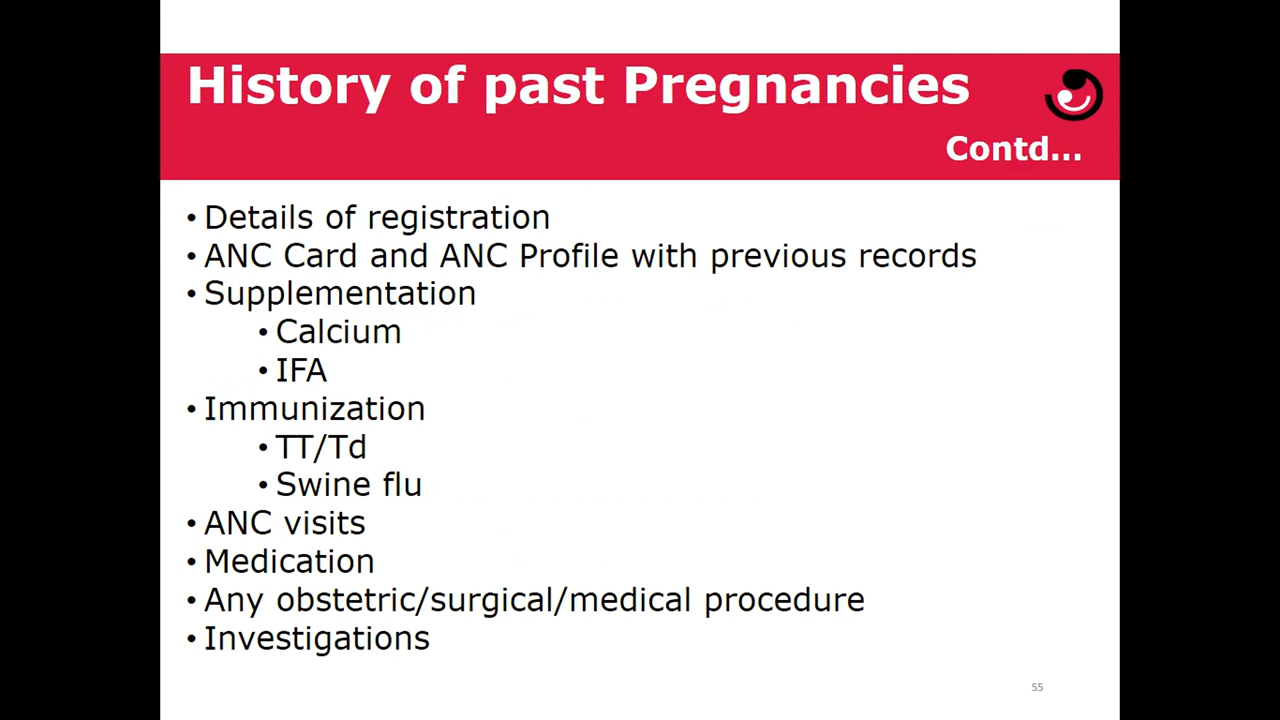 History of past Pregnancies
Contd...
• Details of registration
• ANC Card and ANC Profile with previous records
• Supplementation
• Calcium
• IFA
• Immunization
• TT/Td
• Swine flu
• ANC visits
• Medication
• Any obstetric/surgical/medical procedure
• Investigations
55